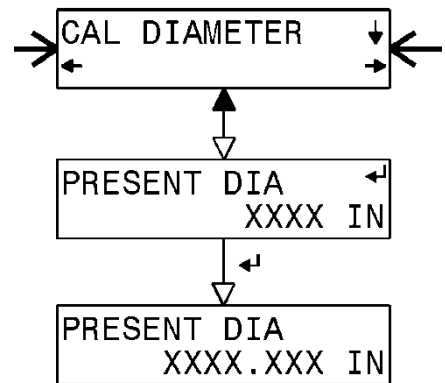 CAL DIAMETER ↓
← →
PRESENT DIA ↵
XXXX IN
↵
PRESENT DIA
XXXX.XXX IN